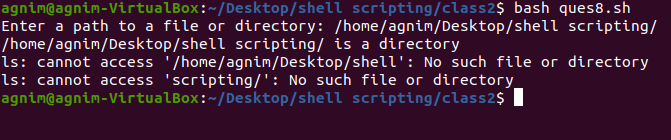 agnim@agnim-VirtualBox:~/Desktop/shell scripting/class2$ bash ques8.sh
Enter a path to a file or directory: /home/agnim/Desktop/shell scripting/
/home/agnim/Desktop/shell scripting/ is a directory
ls: cannot access '/home/agnim/Desktop/shell': No such file or directory
ls: cannot access 'scripting/': No such file or directory
agnim@agnim-VirtualBox:~/Desktop/shell scripting/class2$